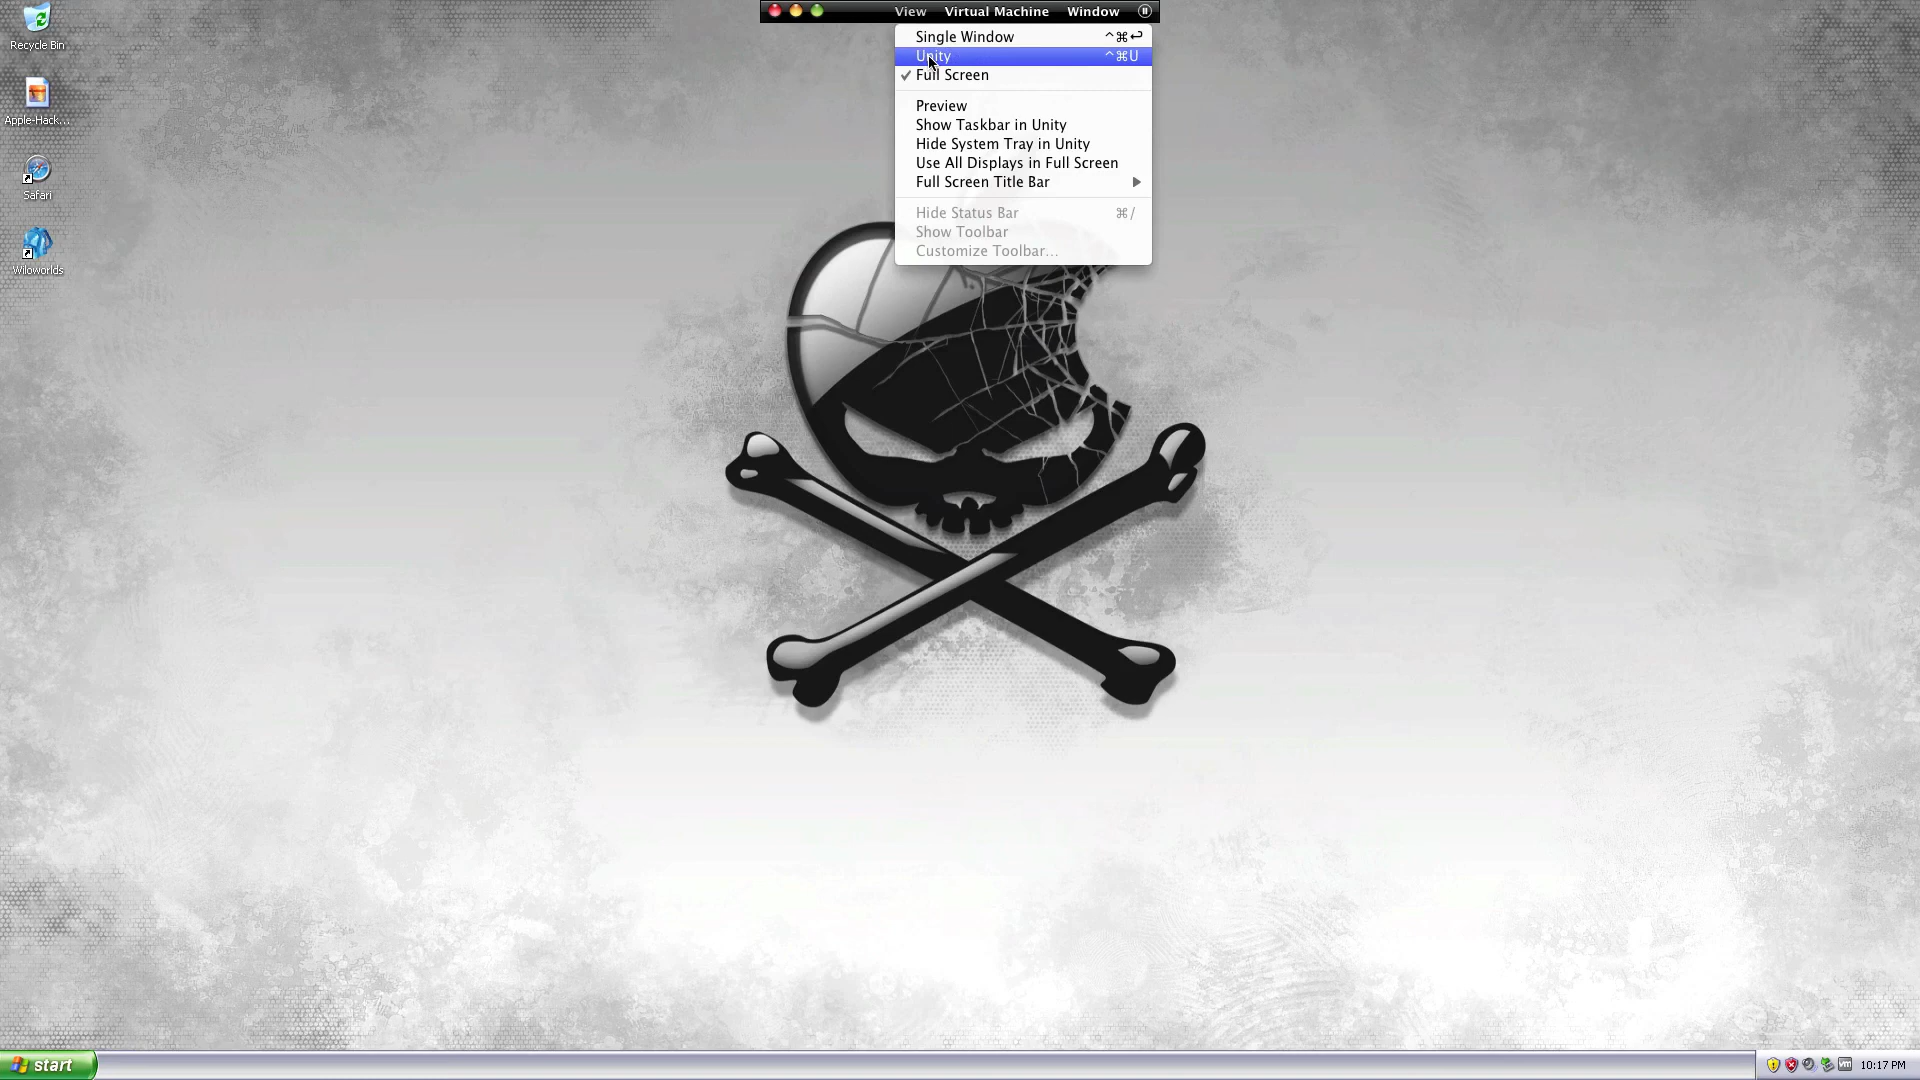 View Virtual Machine Window
Recycle Bin
Apple-Hack...
Safari
Wiloworlds
Single Window ^⌘↩
Unity ^⌘U
✓ Full Screen
Preview
Show Taskbar in Unity
Hide System Tray in Unity
Use All Displays in Full Screen
Full Screen Title Bar ▶
Hide Status Bar ⌘/
Show Toolbar
Customize Toolbar...
start
vm
10:17 PM